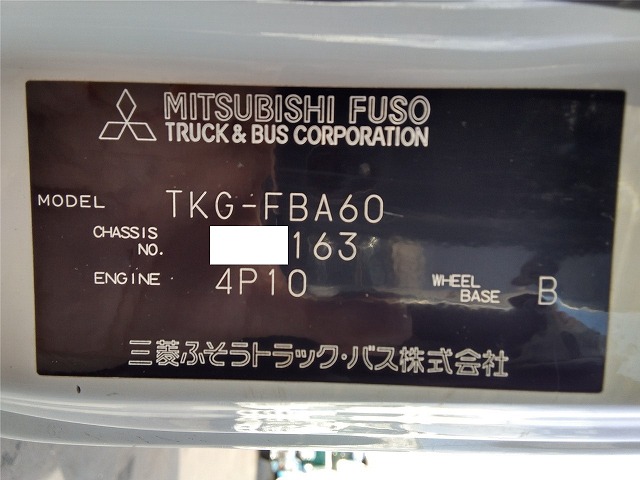 MITSUBISHI FUSO
TRUCK & BUS CORPORATION
MODEL TKG-FBA60
CHASSIS NO. 163
ENGINE 4P10 WHEEL BASE B
三菱ふそうトラック・バス株式会社